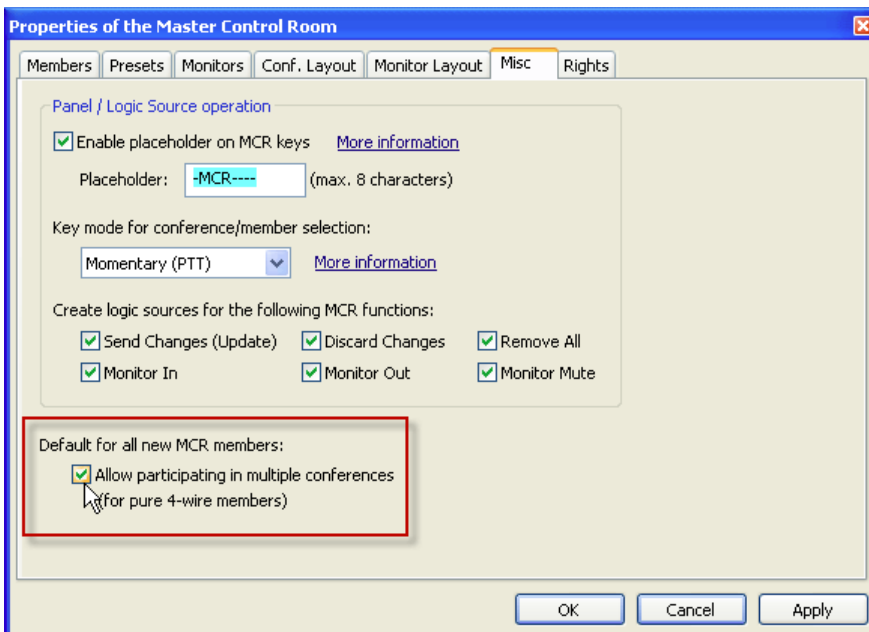 Properties of the Master Control Room
Members Presets Monitors Conf. Layout Monitor Layout Misc Rights
Panel / Logic Source operation
Enable placeholder on MCR keys More information
Placeholder: -MCR---- (max. 8 characters)
Key mode for conference/member selection:
Momentary (PTT) More information
Create logic sources for the following MCR functions:
Send Changes (Update) Discard Changes Remove All
Monitor In Monitor Out Monitor Mute
Default for all new MCR members:
Allow participating in multiple conferences
(for pure 4-wire members)
OK Cancel Apply